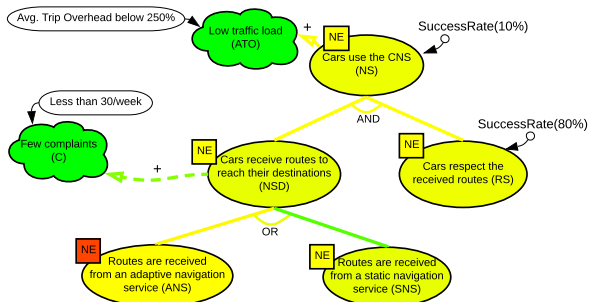 Avg. Trip Overhead below 250%
Low traffic load
(ATO)
+
NE
SuccessRate(10%)
Cars use the CNS
(NS)
Less than 30/week
AND
SuccessRate(80%)
Few complaints
(C)
+
NE
Cars receive routes to
reach their destinations
(NSD)
NE
Cars respect the
received routes (RS)
OR
NE
Routes are received
from an adaptive navigation
service (ANS)
NE
Routes are received
from a static navigation
service (SNS)